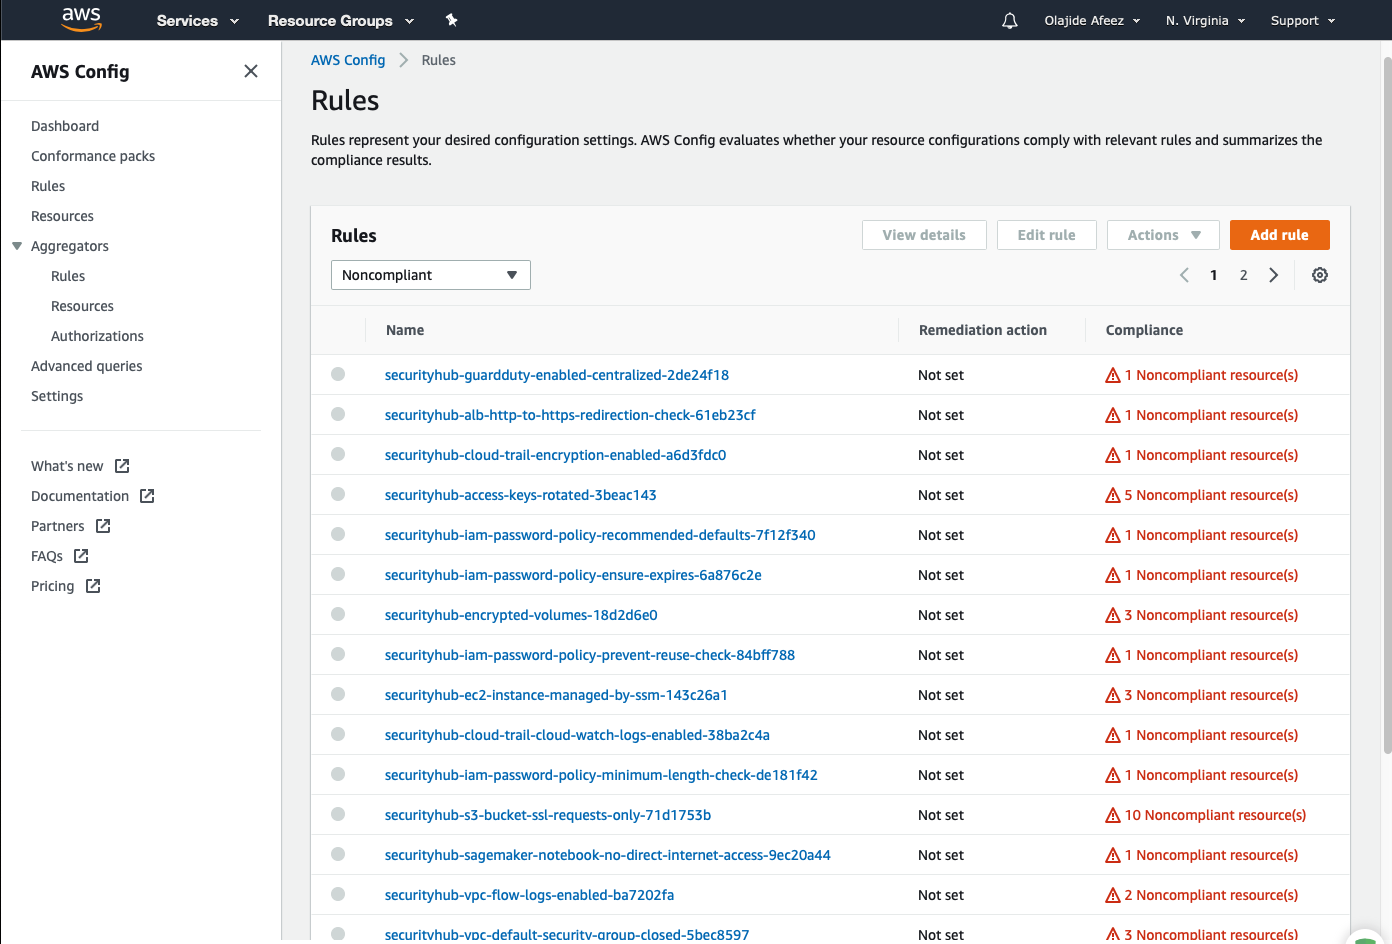 aws Services Resource Groups Olajide Afeez N. Virginia Support
AWS Config
Dashboard
Conformance packs
Rules
Resources
Aggregators
Rules
Resources
Authorizations
Advanced queries
Settings
What's new
Documentation
Partners
FAQs
Pricing
AWS Config Rules
Rules
Rules represent your desired configuration settings. AWS Config evaluates whether your resource configurations comply with relevant rules and summarizes the
compliance results.
Rules View details Edit rule Actions Add rule
Noncompliant 1 2
Name Remediation action Compliance
securityhub-guardduty-enabled-centralized-2de24f18 Not set 1 Noncompliant resource(s)
securityhub-alb-http-to-https-redirection-check-61eb23cf Not set 1 Noncompliant resource(s)
securityhub-cloud-trail-encryption-enabled-a6d3fdc0 Not set 1 Noncompliant resource(s)
securityhub-access-keys-rotated-3beac143 Not set 5 Noncompliant resource(s)
securityhub-iam-password-policy-recommended-defaults-7f12f340 Not set 1 Noncompliant resource(s)
securityhub-iam-password-policy-ensure-expires-6a876c2e Not set 1 Noncompliant resource(s)
securityhub-encrypted-volumes-18d2d6e0 Not set 3 Noncompliant resource(s)
securityhub-iam-password-policy-prevent-reuse-check-84bff788 Not set 1 Noncompliant resource(s)
securityhub-ec2-instance-managed-by-ssm-143c26a1 Not set 3 Noncompliant resource(s)
securityhub-cloud-trail-cloud-watch-logs-enabled-38ba2c4a Not set 1 Noncompliant resource(s)
securityhub-iam-password-policy-minimum-length-check-de181f42 Not set 1 Noncompliant resource(s)
securityhub-s3-bucket-ssl-requests-only-71d1753b Not set 10 Noncompliant resource(s)
securityhub-sagemaker-notebook-no-direct-internet-access-9ec20a44 Not set 1 Noncompliant resource(s)
securityhub-vpc-flow-logs-enabled-ba7202fa Not set 2 Noncompliant resource(s)
securityhub-vpc-default-security-group-closed-5bec8597 Not set 3 Noncompliant resource(s)